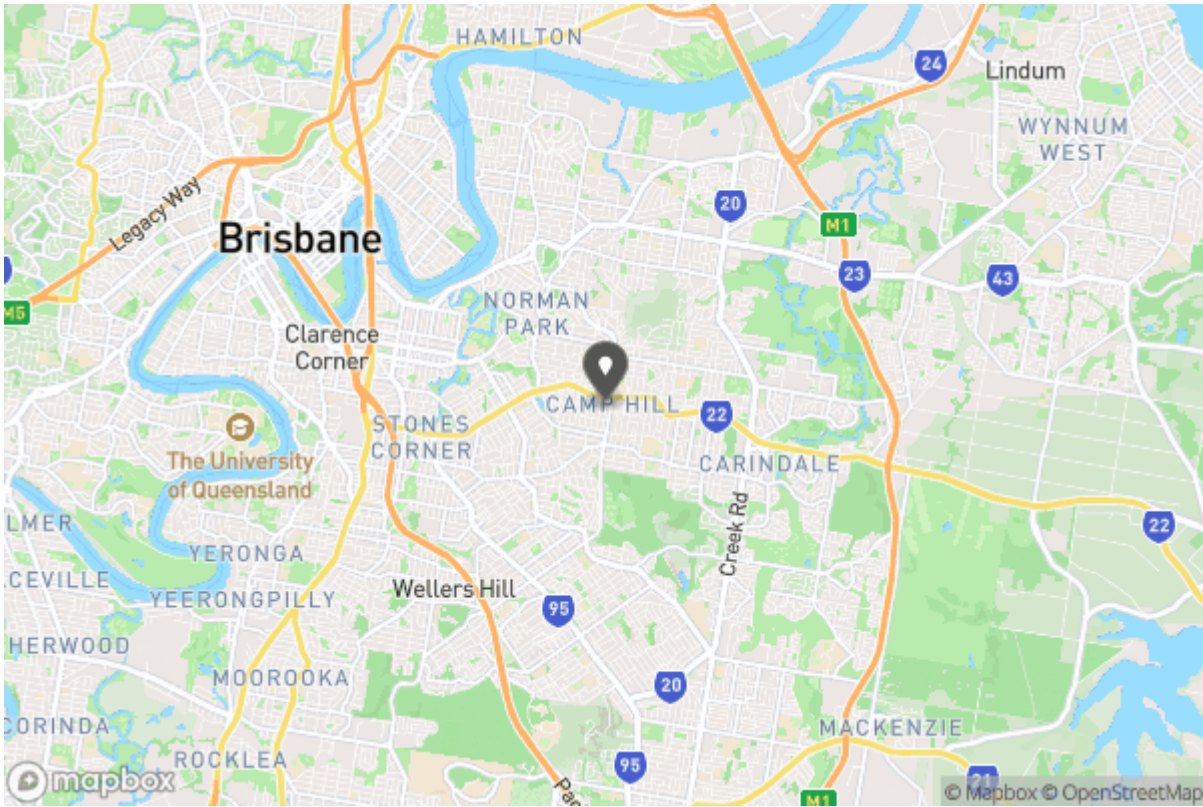 HAMILTON
24
Lindum
WYNNUM
WEST
Legacy Way
20
Brisbane
M1
23
43
M5
NORMAN
PARK
Clarence
Corner
CAMP HILL
22
STONES
CORNER
CARINDALE
The University
of Queensland
Creek Rd
22
LMER
YERONGA
CEVILLE
Wellers Hill
YEERONGPILLY
95
HERWOOD
MOOROOKA
20
CORINDA
MACKENZIE
ROCKLEA
95
21
Pac
M1
mapbox
© Mapbox © OpenStreetMap